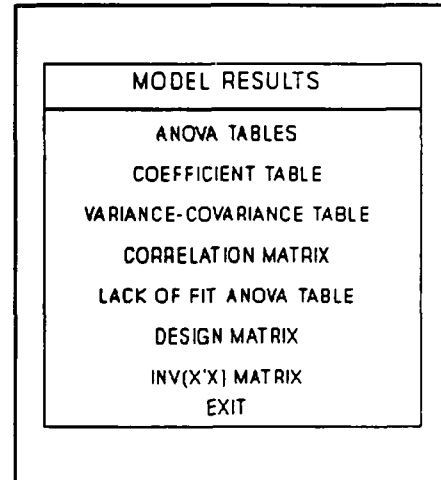 MODEL RESULTS
ANOVA TABLES
COEFFICIENT TABLE
VARIANCE-COVARIANCE TABLE
CORRELATION MATRIX
LACK OF FIT ANOVA TABLE
DESIGN MATRIX
INV(X'X) MATRIX
EXIT